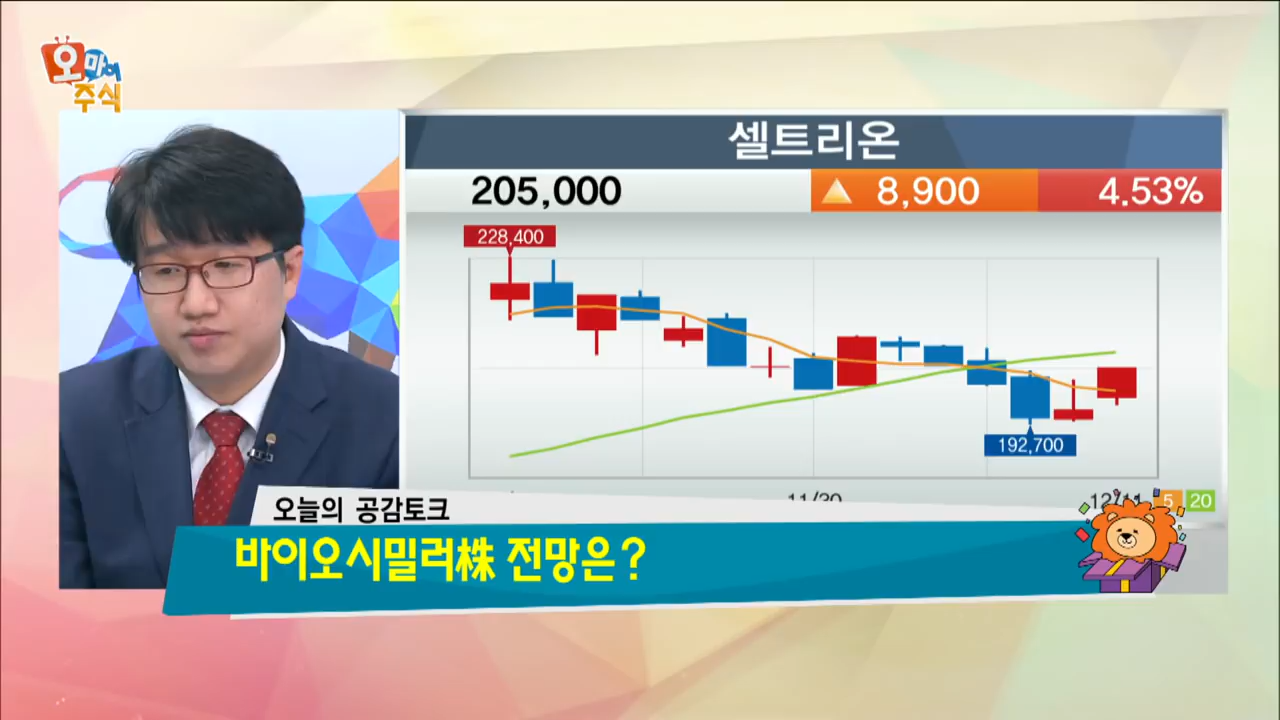 오마이
주식
셀트리온
205,000 8,900 4.53%
228,400
192,700
11/30 12/11 5 20
오늘의 공감토크
바이오시밀러株 전망은?